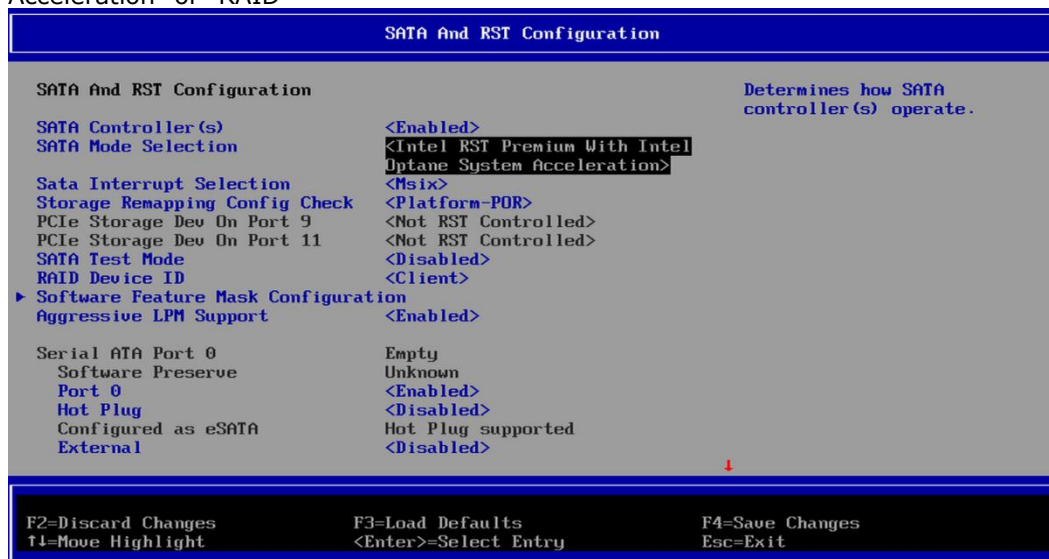 Acceleration" or "RAID"
SATA And RST Configuration
SATA And RST Configuration
Determines how SATA
controller(s) operate.
SATA Controller(s) <Enabled>
SATA Mode Selection <Intel RST Premium With Intel
Optane System Acceleration>
Sata Interrupt Selection <Msix>
Storage Remapping Config Check <Platform-POR>
PCIe Storage Dev On Port 9 <Not RST Controlled>
PCIe Storage Dev On Port 11 <Not RST Controlled>
SATA Test Mode <Disabled>
RAID Device ID <Client>
► Software Feature Mask Configuration
Aggressive LPM Support <Enabled>
Serial ATA Port 0 Empty
Software Preserve Unknown
Port 0 <Enabled>
Hot Plug <Disabled>
Configured as eSATA Hot Plug supported
External <Disabled>
↓
F2=Discard Changes F3=Load Defaults F4=Save Changes
↑↓=Move Highlight <Enter>=Select Entry Esc=Exit